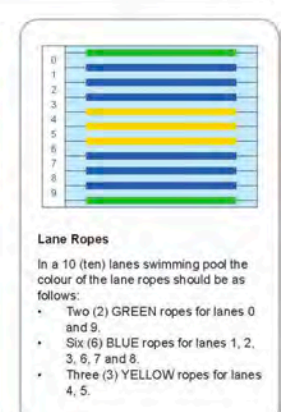 0
1
2
3
4
5
6
7
8
9
Lane Ropes
In a 10 (ten) lanes swimming pool the
colour of the lane ropes should be as
follows:
• Two (2) GREEN ropes for lanes 0
and 9.
• Six (6) BLUE ropes for lanes 1, 2,
3, 6, 7 and 8.
• Three (3) YELLOW ropes for lanes
4, 5.